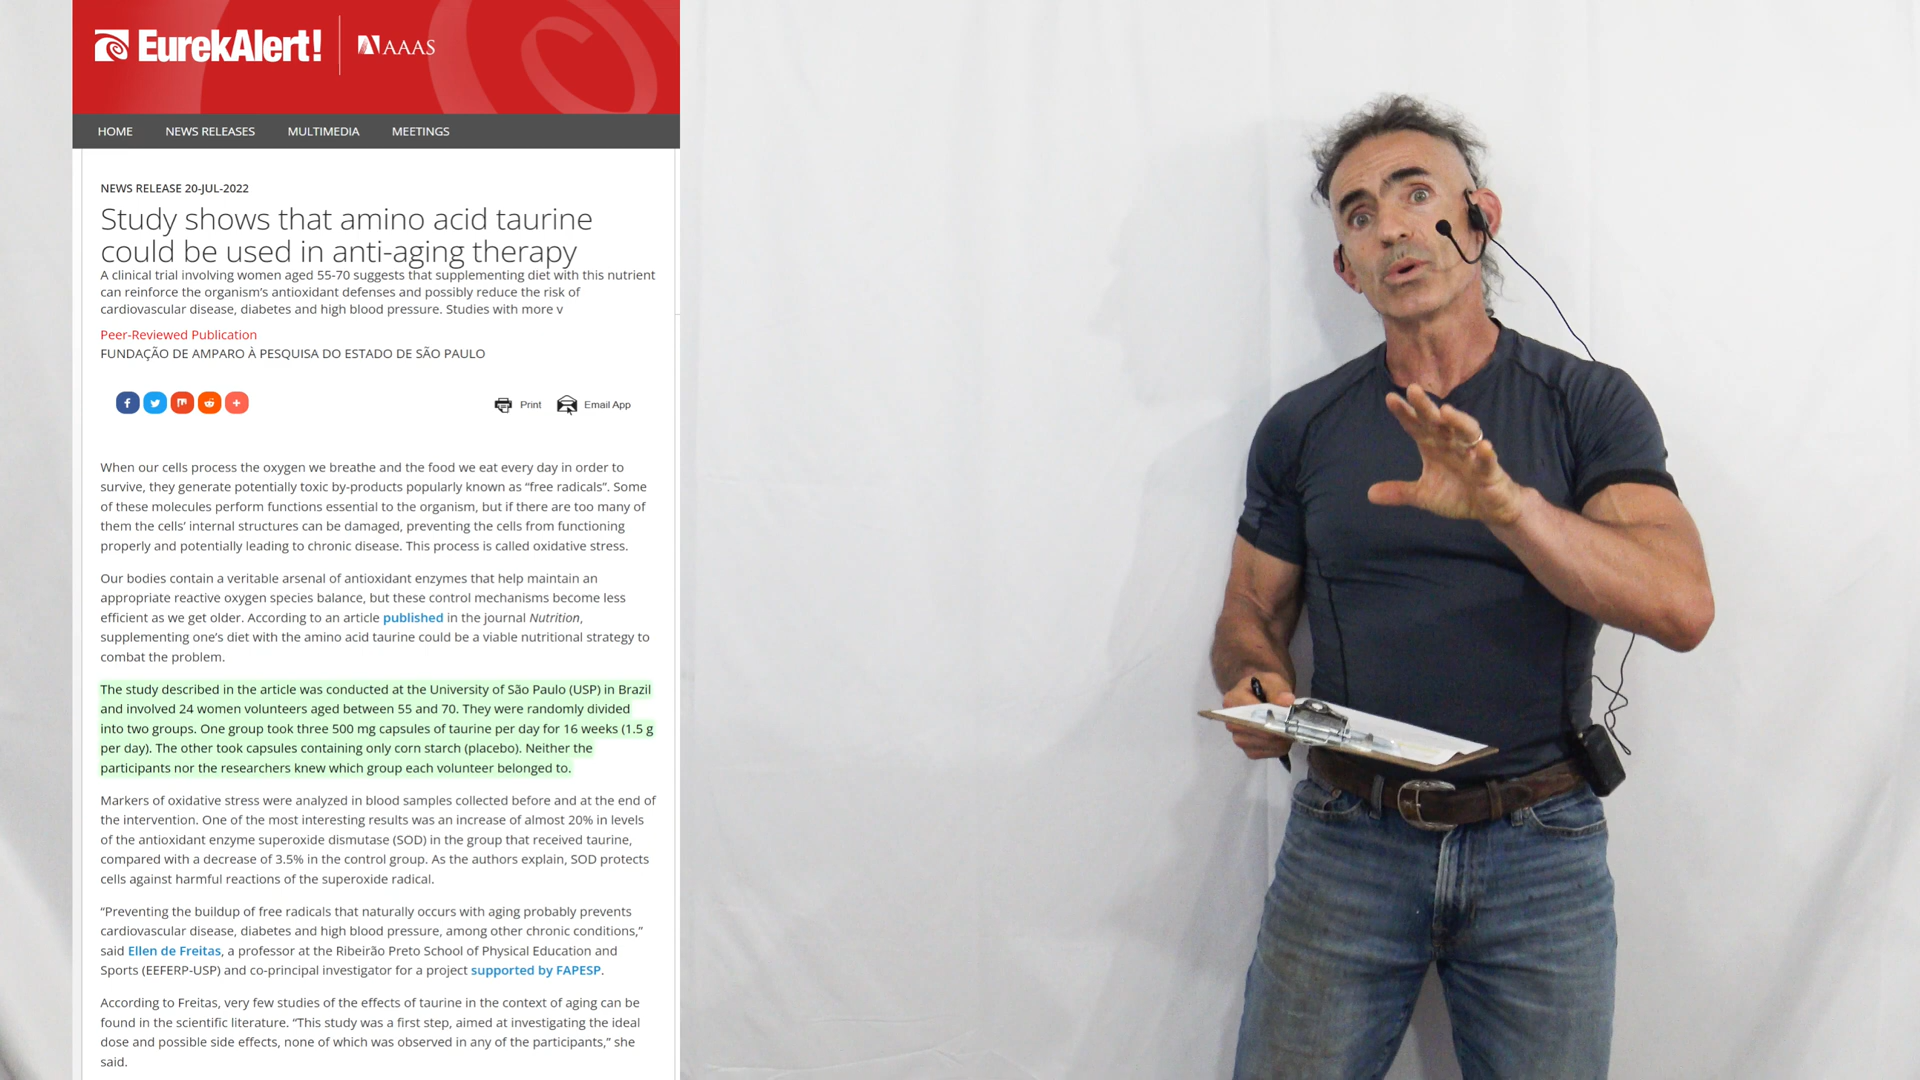 EurekAlert! AAAS
HOME NEWS RELEASES MULTIMEDIA MEETINGS
NEWS RELEASE 20-JUL-2022
Study shows that amino acid taurine
could be used in anti-aging therapy
A clinical trial involving women aged 55-70 suggests that supplementing diet with this nutrient
can reinforce the organism’s antioxidant defenses and possibly reduce the risk of
cardiovascular disease, diabetes and high blood pressure. Studies with more v
Peer-Reviewed Publication
FUNDAÇÃO DE AMPARO À PESQUISA DO ESTADO DE SÃO PAULO
Print Email App
When our cells process the oxygen we breathe and the food we eat every day in order to
survive, they generate potentially toxic by-products popularly known as “free radicals”. Some
of these molecules perform functions essential to the organism, but if there are too many of
them the cells’ internal structures can be damaged, preventing the cells from functioning
properly and potentially leading to chronic disease. This process is called oxidative stress.
Our bodies contain a veritable arsenal of antioxidant enzymes that help maintain an
appropriate reactive oxygen species balance, but these control mechanisms become less
efficient as we get older. According to an article published in the journal Nutrition,
supplementing one’s diet with the amino acid taurine could be a viable nutritional strategy to
combat the problem.
The study described in the article was conducted at the University of São Paulo (USP) in Brazil
and involved 24 women volunteers aged between 55 and 70. They were randomly divided
into two groups. One group took three 500 mg capsules of taurine per day for 16 weeks (1.5 g
per day). The other took capsules containing only corn starch (placebo). Neither the
participants nor the researchers knew which group each volunteer belonged to.
Markers of oxidative stress were analyzed in blood samples collected before and at the end of
the intervention. One of the most interesting results was an increase of almost 20% in levels
of the antioxidant enzyme superoxide dismutase (SOD) in the group that received taurine,
compared with a decrease of 3.5% in the control group. As the authors explain, SOD protects
cells against harmful reactions of the superoxide radical.
“Preventing the buildup of free radicals that naturally occurs with aging probably prevents
cardiovascular disease, diabetes and high blood pressure, among other chronic conditions,”
said Ellen de Freitas, a professor at the Ribeirão Preto School of Physical Education and
Sports (EEFERP-USP) and co-principal investigator for a project supported by FAPESP.
According to Freitas, very few studies of the effects of taurine in the context of aging can be
found in the scientific literature. “This study was a first step, aimed at investigating the ideal
dose and possible side effects, none of which was observed in any of the participants,” she
said.